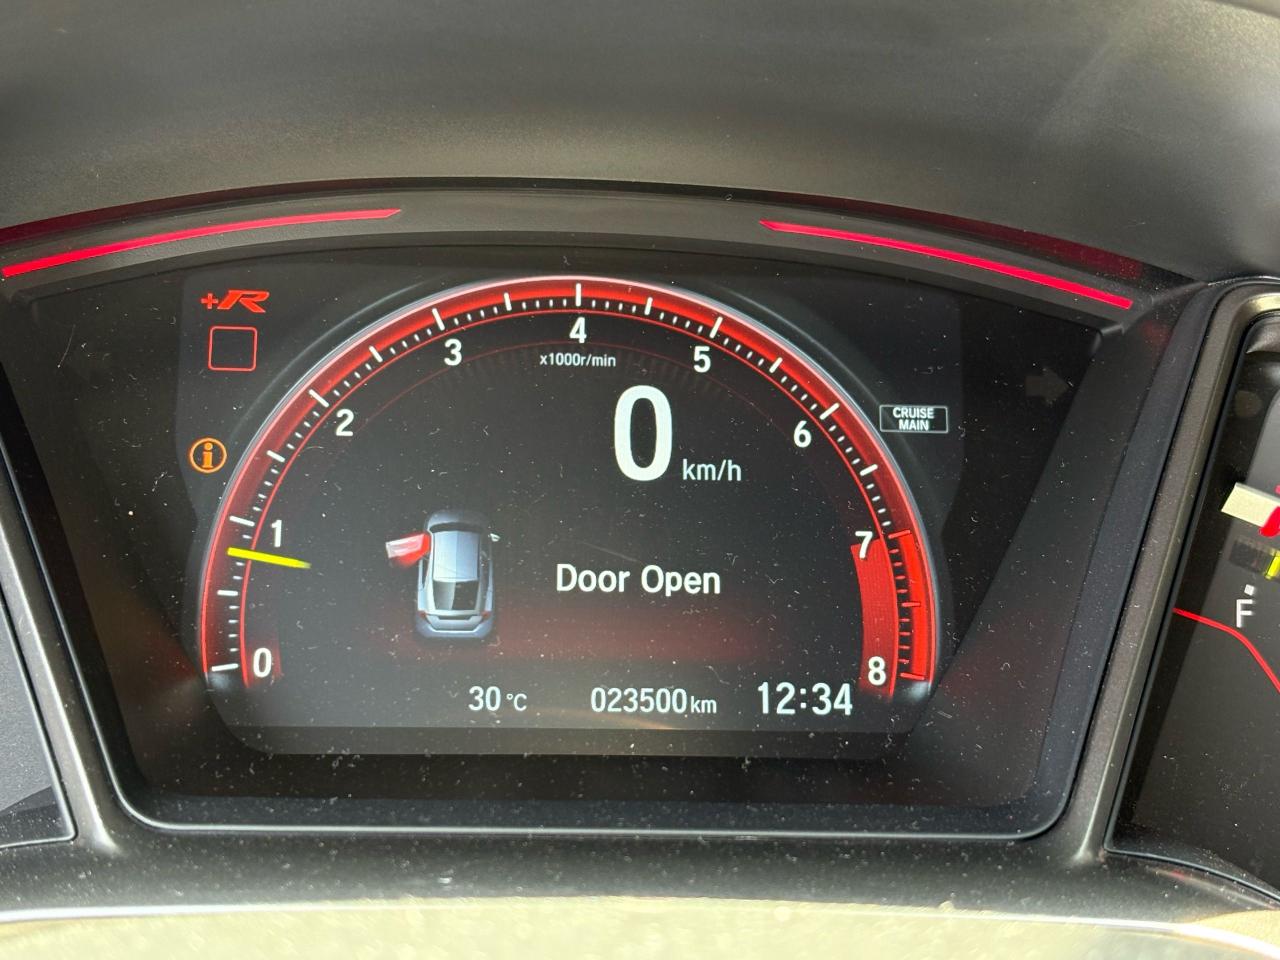 +R
4
3
5
x1000r/min
2
0 km/h
6
CRUISE
MAIN
i
1
7
Door Open
F
0
8
30°C
023500km
12:34